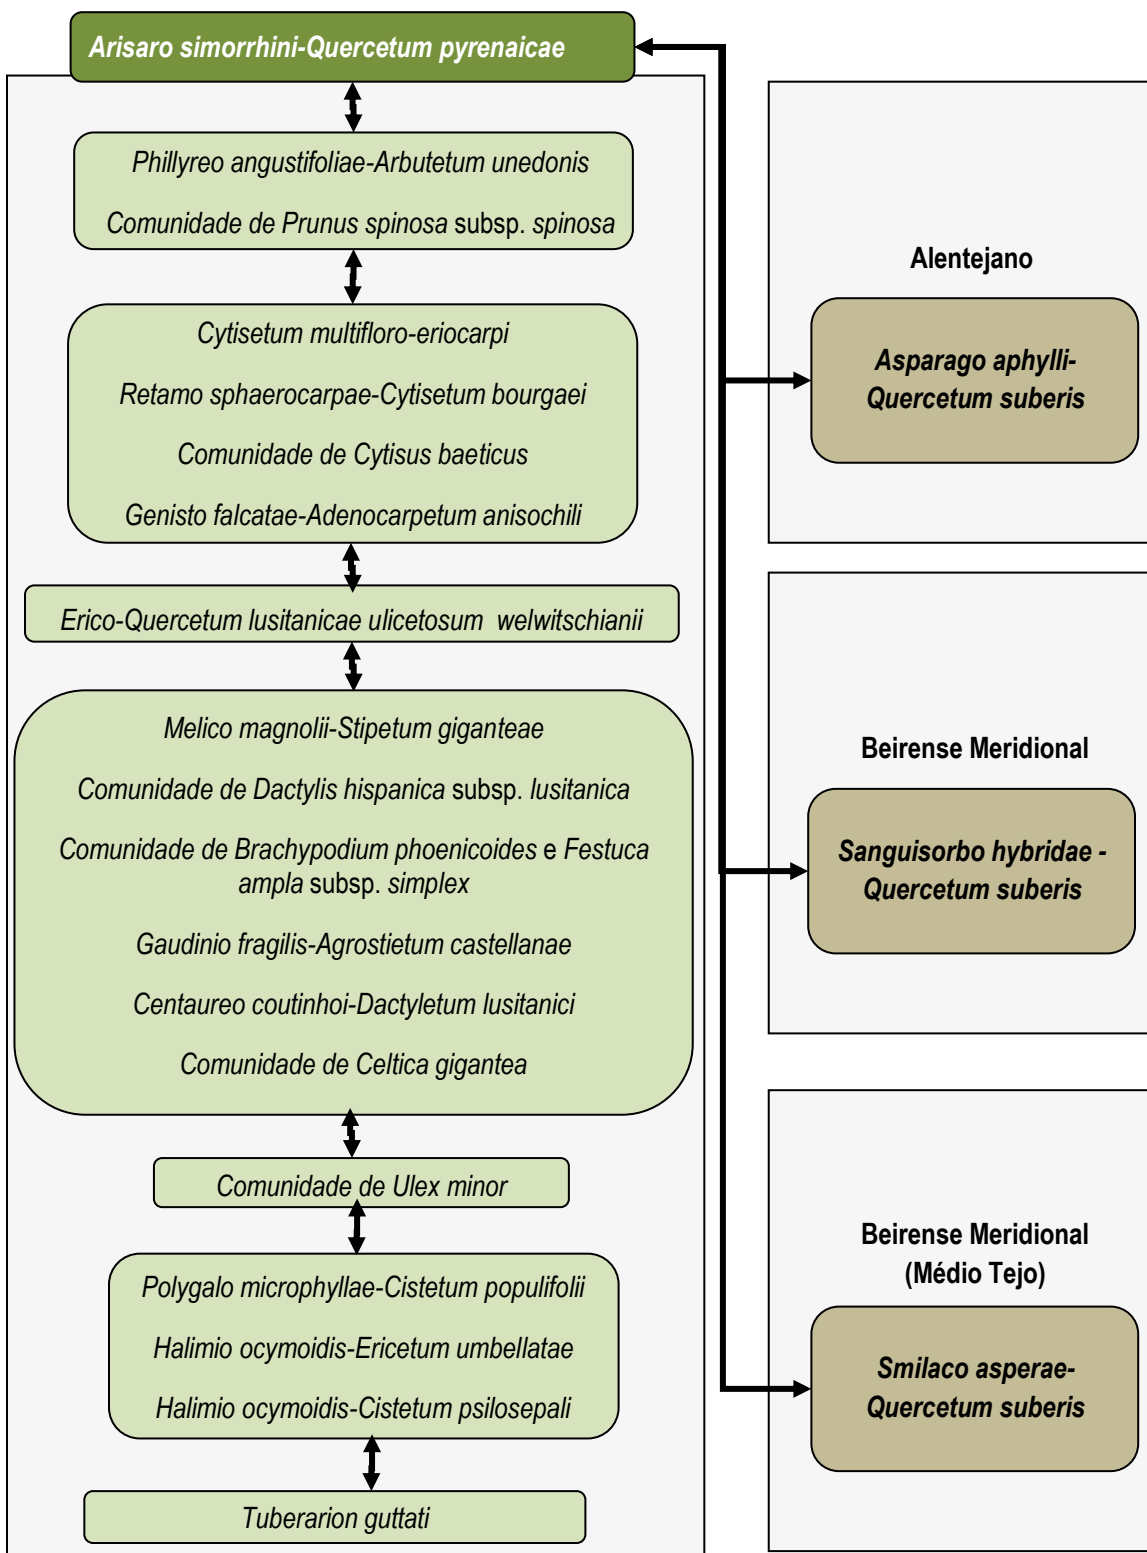 Arisaro simorrhini-Quercetum pyrenaicae
Phillyreo angustifoliae-Arbutetum unedonis
Comunidade de Prunus spinosa subsp. spinosa
Cytisetum multifloro-eriocarpi
Retamo sphaerocarpae-Cytisetum bourgaei
Comunidade de Cytisus baeticus
Genisto falcatae-Adenocarpetum anisochili
Erico-Quercetum lusitanicae ulicetosum welwitschianii
Melico magnolii-Stipetum giganteae
Comunidade de Dactylis hispanica subsp. lusitanica
Comunidade de Brachypodium phoenicoides e Festuca
ampla subsp. simplex
Gaudinio fragilis-Agrostietum castellanae
Centaureo coutinhoi-Dactyletum lusitanici
Comunidade de Celtica gigantea
Comunidade de Ulex minor
Polygalo microphyllae-Cistetum populifolii
Halimio ocymoidis-Ericetum umbellatae
Halimio ocymoidis-Cistetum psilosepali
Tuberarion guttati
Alentejano
Asparago aphylli-
Quercetum suberis
Beirense Meridional
Sanguisorbo hybridae -
Quercetum suberis
Beirense Meridional
(Médio Tejo)
Smilaco asperae-
Quercetum suberis